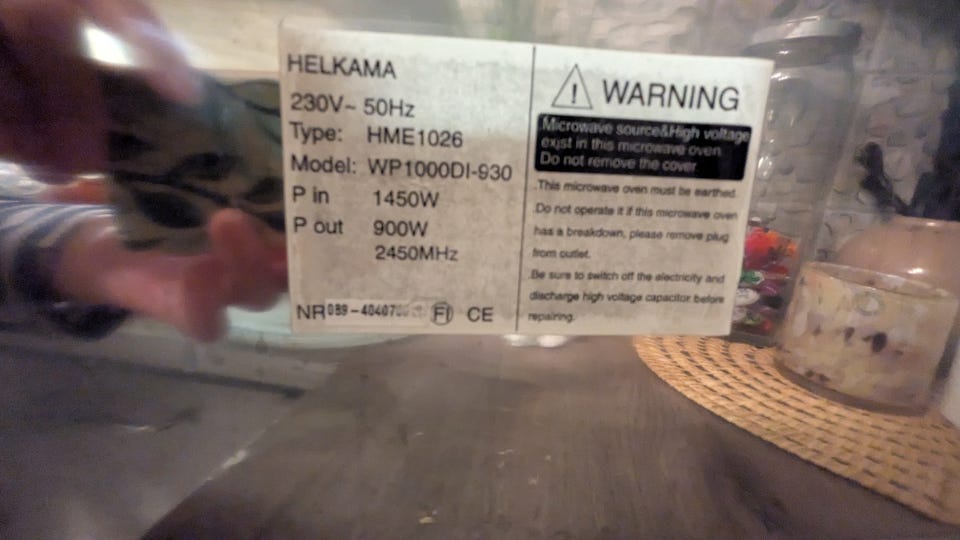 HELKAMA
230V~ 50Hz
Type: HME1026
Model: WP1000DI-930
P in 1450W
P out 900W
2450MHz
NR 089-40407
FI CE
WARNING
Microwave source&High voltage
exist in this microwave oven.
Do not remove the cover.
.This microwave oven must be earthed.
.Do not operate it if this microwave oven
has a breakdown, please remove plug
from outlet.
.Be sure to switch off the electricity and
discharge high voltage capacitor before
repairing.